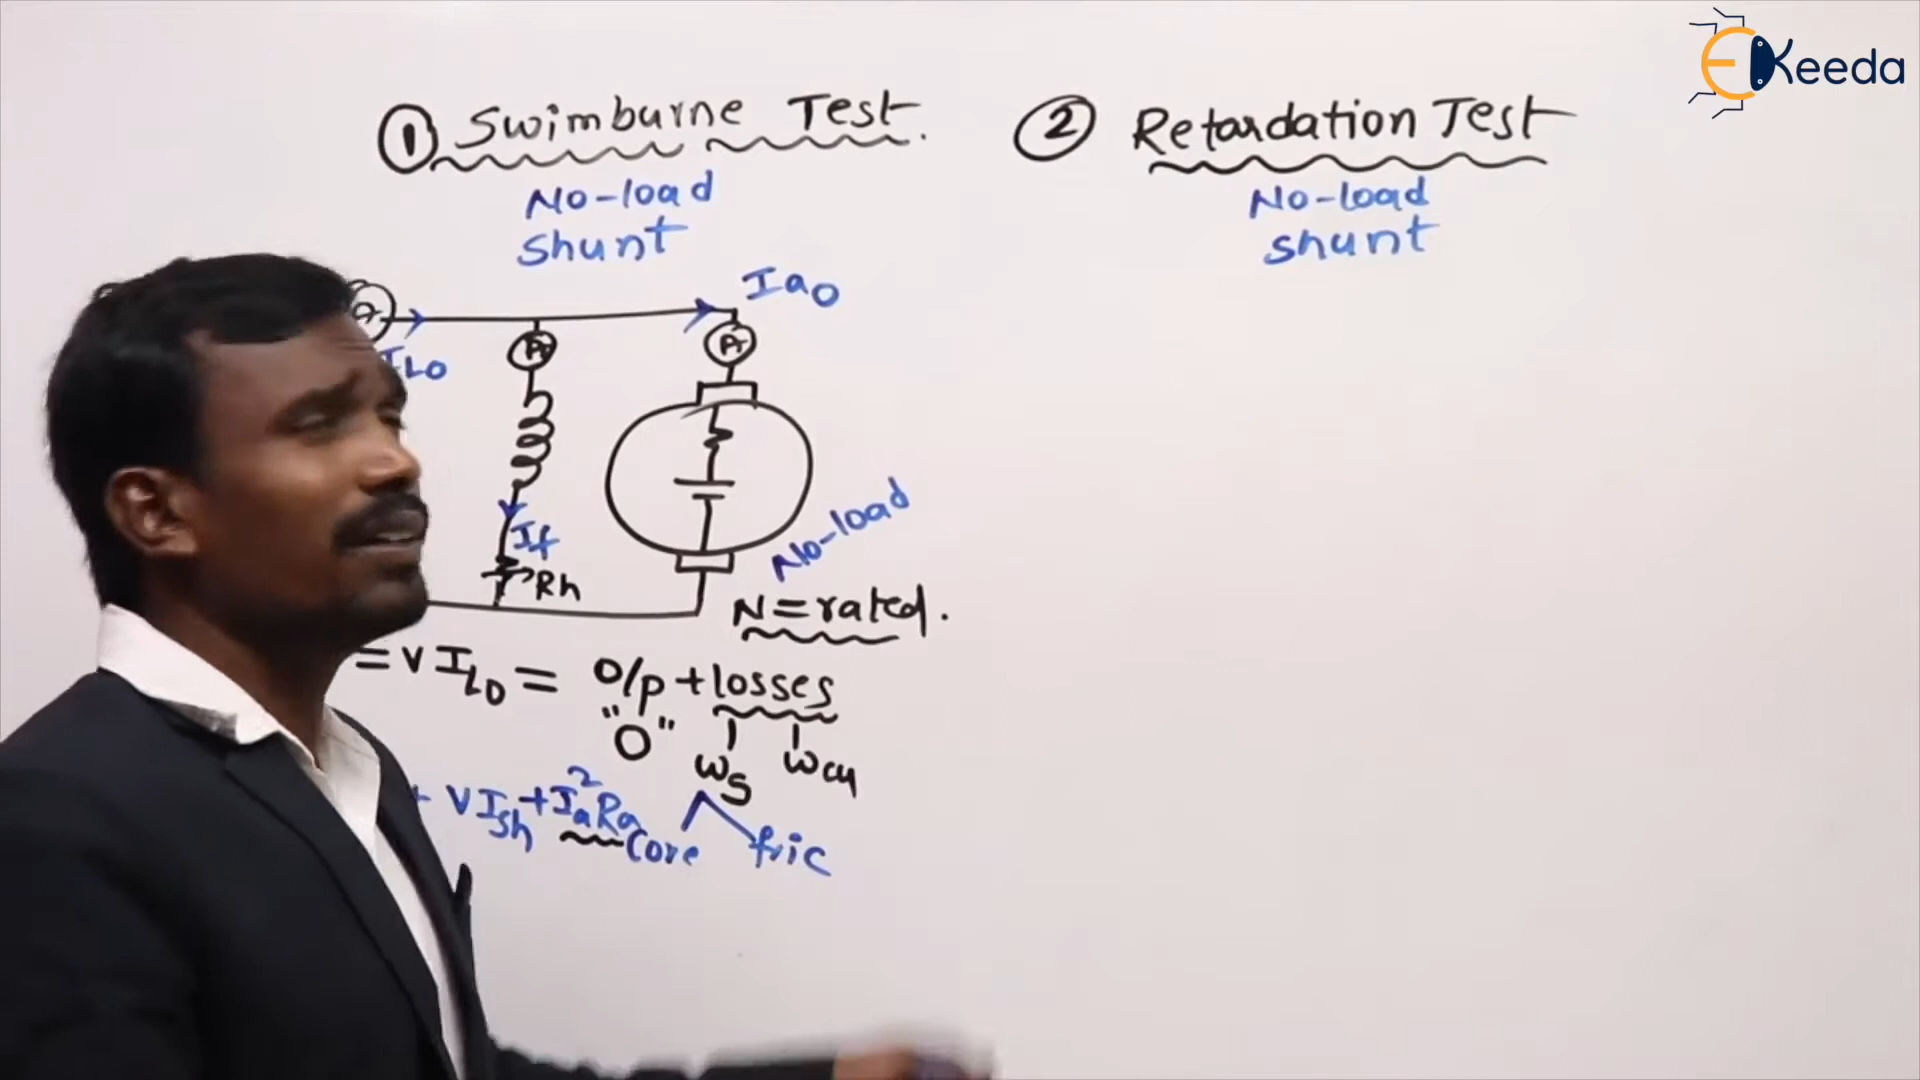 EKeeda
① Swimburne Test.
No-load
shunt
② Retardation Test
No-load
shunt
Iao
ILo
If
Rh
No-load
N = rated.
= VILo = o/p + losses
"0"
Ws Wcu
+ VIsh + Ia²Ra
Core fric